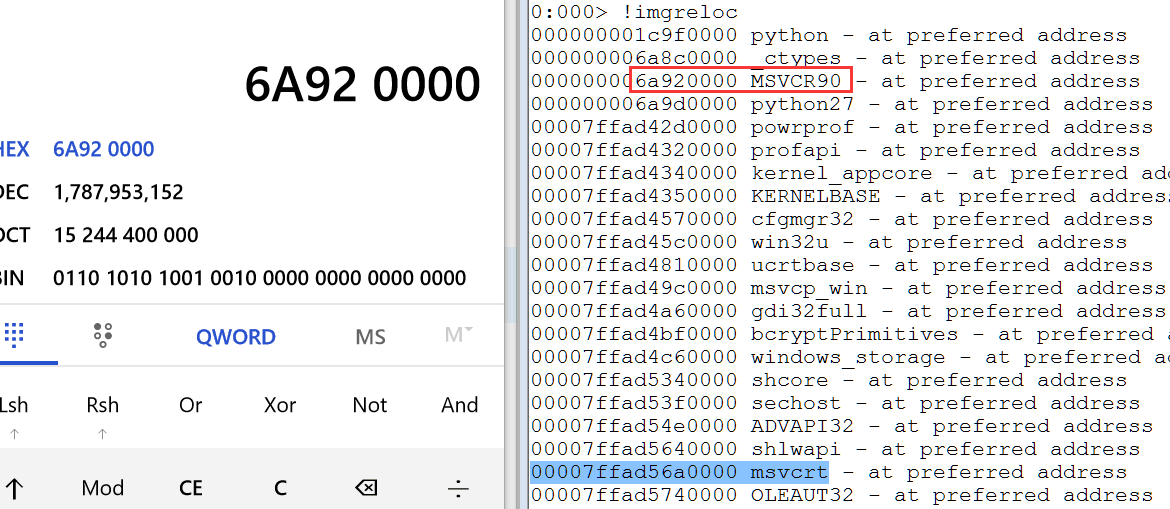 6A92 0000
HEX 6A92 0000
DEC 1,787,953,152
OCT 15 244 400 000
BIN 0110 1010 1001 0010 0000 0000 0000 0000
QWORD MS M
Lsh Rsh Or Xor Not And
↑ ↑
↑ Mod CE C ⌫ ÷
0:000> !imgreloc
000000001c9f0000 python - at preferred address
000000006a8c0000 _ctypes - at preferred address
000000006a920000 MSVCR90 - at preferred address
000000006a9d0000 python27 - at preferred address
00007ffad42d0000 powrprof - at preferred address
00007ffad4320000 profapi - at preferred address
00007ffad4340000 kernel_appcore - at preferred ad
00007ffad4350000 KERNELBASE - at preferred address
00007ffad4570000 cfgmgr32 - at preferred address
00007ffad45c0000 win32u - at preferred address
00007ffad4810000 ucrtbase - at preferred address
00007ffad49c0000 msvcp_win - at preferred address
00007ffad4a60000 gdi32full - at preferred address
00007ffad4bf0000 bcryptPrimitives - at preferred a
00007ffad4c60000 windows_storage - at preferred ad
00007ffad5340000 shcore - at preferred address
00007ffad53f0000 sechost - at preferred address
00007ffad54e0000 ADVAPI32 - at preferred address
00007ffad5640000 shlwapi - at preferred address
00007ffad56a0000 msvcrt - at preferred address
00007ffad5740000 OLEAUT32 - at preferred address